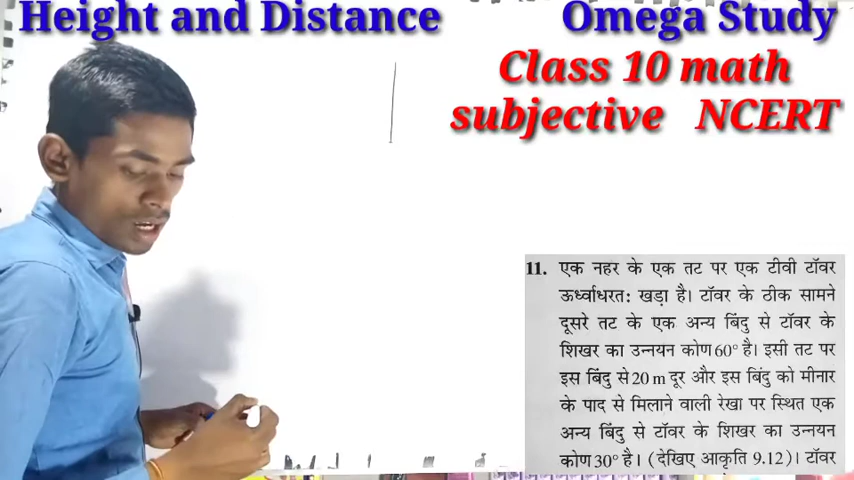 Height and Distance
Omega Study
Class 10 math
subjective NCERT
11. एक नहर के एक तट पर एक टीवी टॉवर
ऊर्ध्वाधरत: खड़ा है। टॉवर के ठीक सामने
दूसरे तट के एक अन्य बिंदु से टॉवर के
शिखर का उन्नयन कोण 60° है। इसी तट पर
इस बिंदु से 20 m दूर और इस बिंदु को मीनार
के पाद से मिलाने वाली रेखा पर स्थित एक
अन्य बिंदु से टॉवर के शिखर का उन्नयन
कोण 30° है। (देखिए आकृति 9.12)। टॉवर